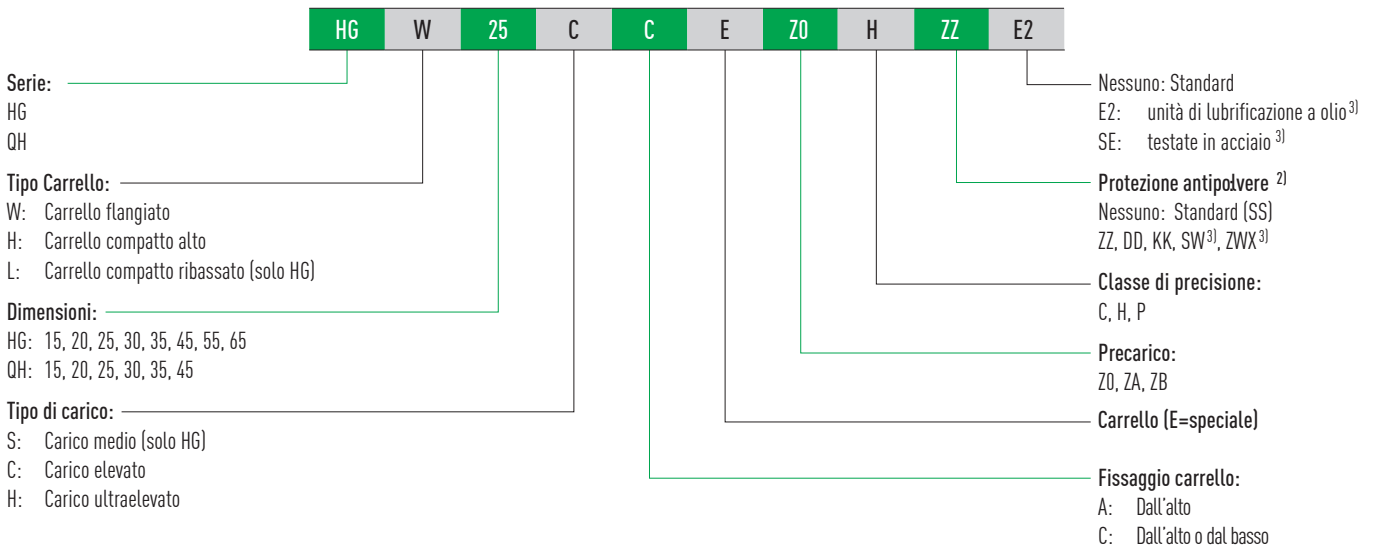 HG W 25 C C E Z0 H ZZ E2
Serie:
HG
QH
Tipo Carrello:
W: Carrello flangiato
H: Carrello compatto alto
L: Carrello compatto ribassato (solo HG)
Dimensioni:
HG: 15, 20, 25, 30, 35, 45, 55, 65
QH: 15, 20, 25, 30, 35, 45
Tipo di carico:
S: Carico medio (solo HG)
C: Carico elevato
H: Carico ultraelevato
Nessuno: Standard
E2: unità di lubrificazione a olio 3)
SE: testate in acciaio 3)
Protezione antipolvere 2)
Nessuno: Standard (SS)
ZZ, DD, KK, SW 3), ZWX 3)
Classe di precisione:
C, H, P
Precarico:
Z0, ZA, ZB
Carrello (E=speciale)
Fissaggio carrello:
A: Dall'alto
C: Dall'alto o dal basso